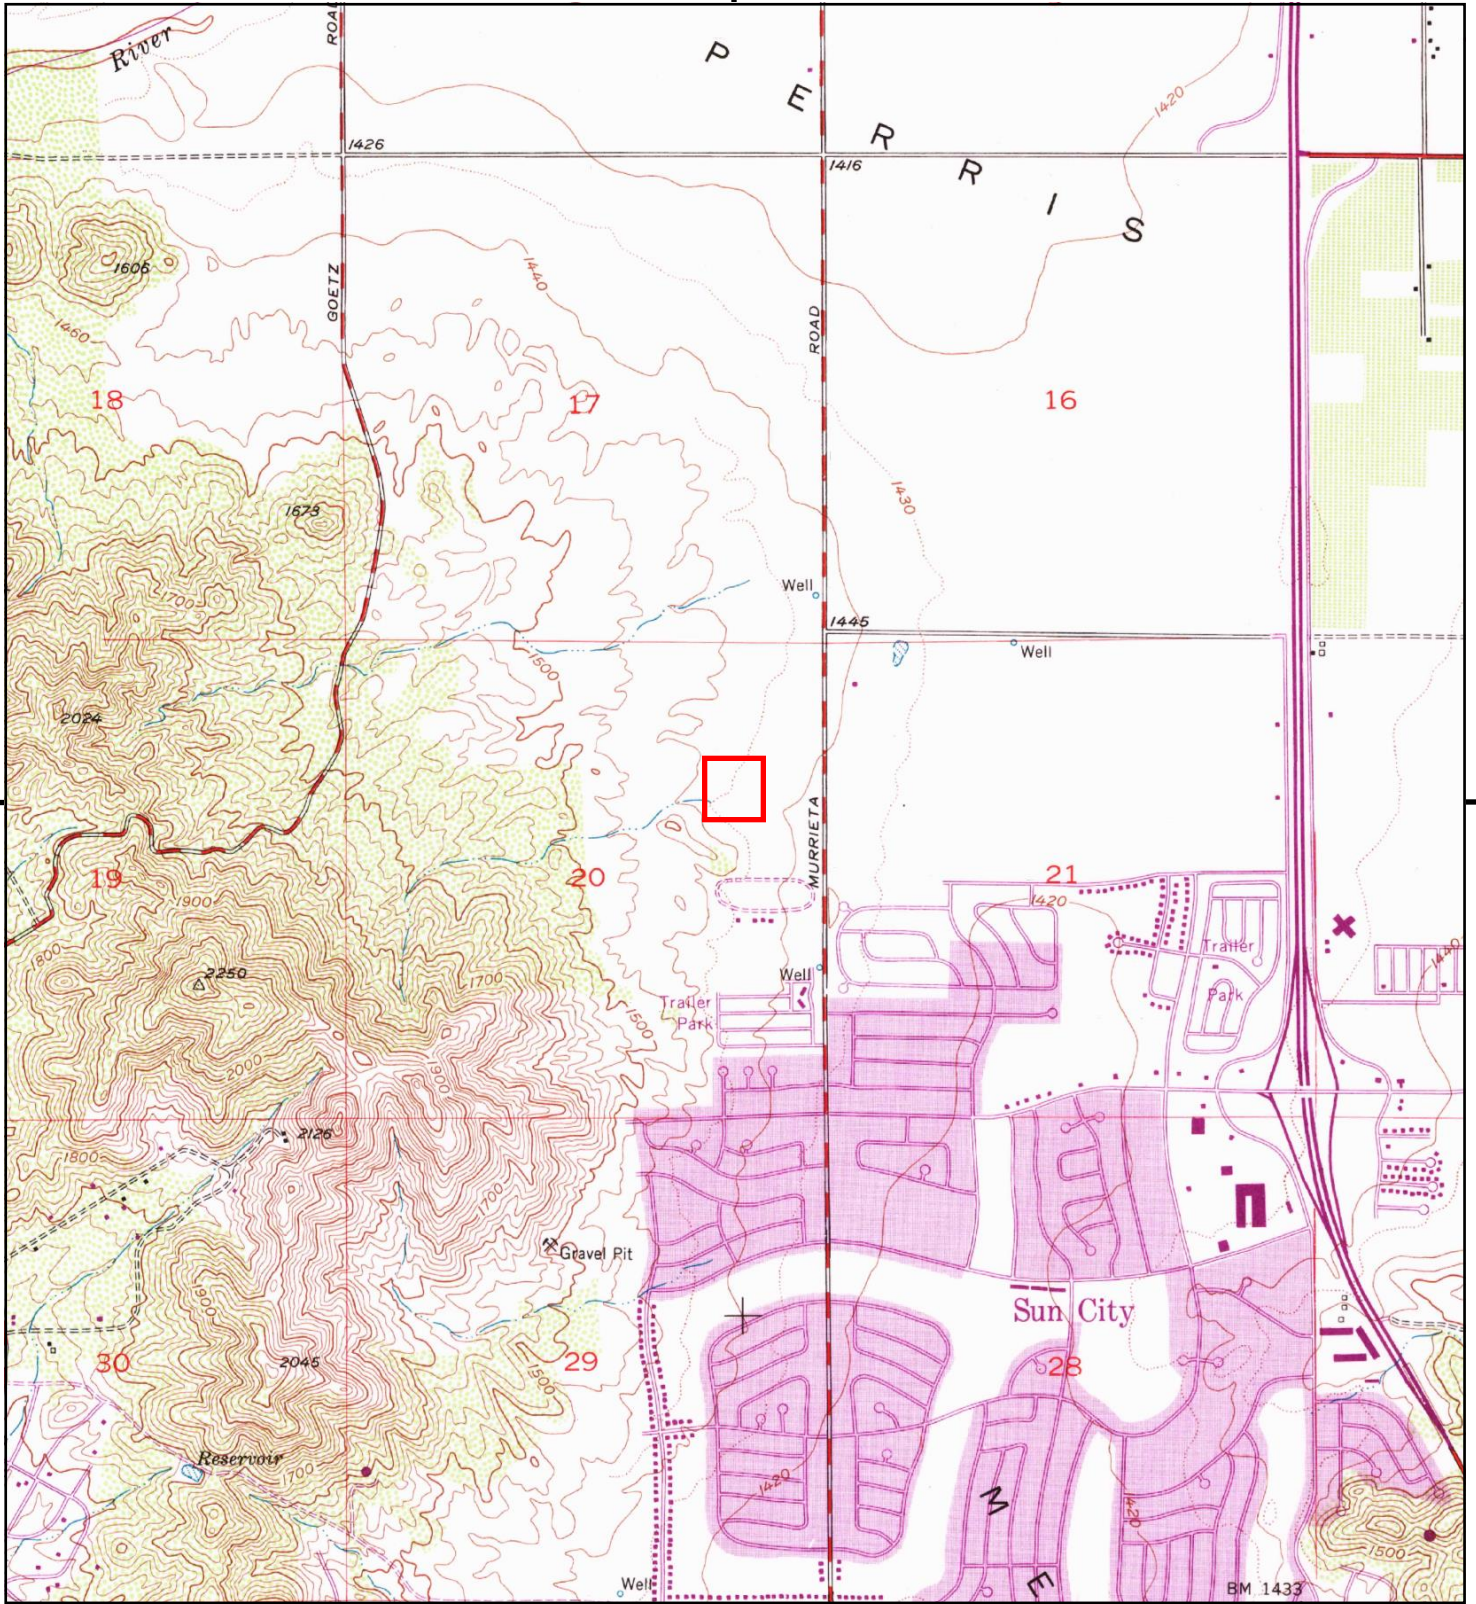 River
ROAD
P
E
R
R
I
S
1420
1426
1416
1606
GOETZ
1440
ROAD
1460
18
17
16
1430
1673
Well
1700
1445
Well
1500
2024
MURRIETA
19
20
21
1900
1420
1800
Trailer
Park
1440
2250
1700
Well
Trailer
Park
1500
2000
1900
2126
1800
1700
Gravel Pit
1900
Sun City
30
2045
29
28
1500
Reservoir
1700
1420
M
1420
1500
Well
E
BM 1433